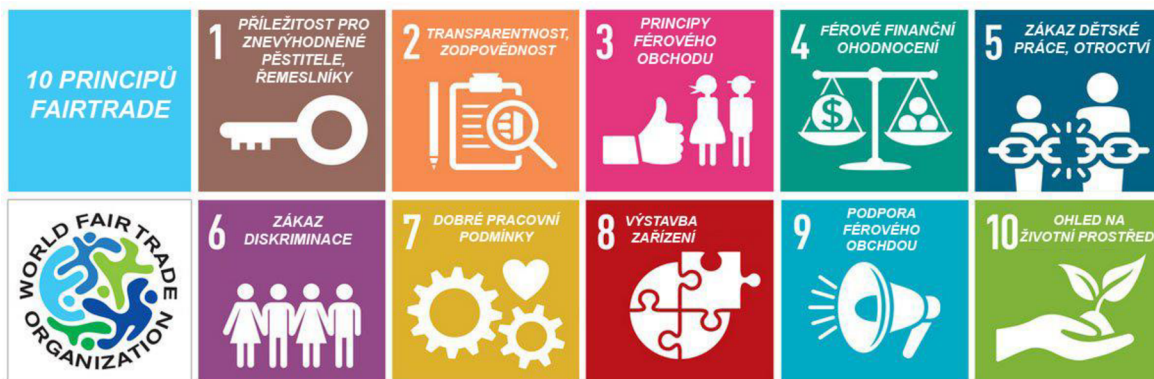 10 PRINCIPŮ
FAIRTRADE
1 PŘÍLEŽITOST PRO
ZNEVÝHODNĚNÉ
PĚSTITELE,
ŘEMESLNÍKY
2 TRANSPARENTNOST,
ZODPOVĚDNOST
3 PRINCIPY
FÉROVÉHO
OBCHODU
4 FÉROVÉ FINANČNÍ
OHODNOCENÍ
$
5 ZÁKAZ DĚTSKÉ
PRÁCE, OTROCTVÍ
WORLD FAIR TRADE
ORGANIZATION
6 ZÁKAZ
DISKRIMINACE
7 DOBRÉ PRACOVNÍ
PODMÍNKY
8 VÝSTAVBA
ZAŘÍZENÍ
9 PODPORA
FÉROVÉHO
OBCHDOU
10 OHLED NA
ŽIVOTNÍ PROSTŘED